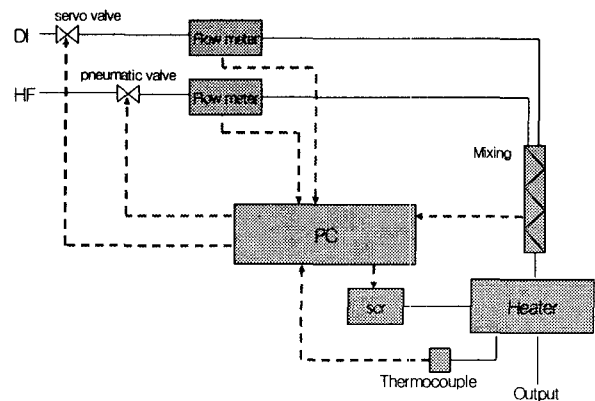 servo valve
DI
Flow meter
pneumatic valve
HF
Flow meter
Mixing
PC
scr
Heater
Thermocouple
Output